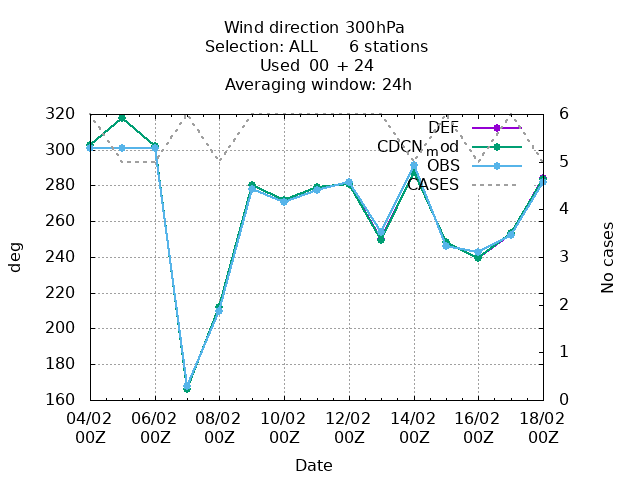 Wind direction 300hPa
Selection: ALL 6 stations
Used 00 + 24
Averaging window: 24h
DEF
CDCN_mod
OBS
CASES
320
300
280
260
240
220
200
180
160
6
5
4
3
2
1
0
deg
No cases
04/02 06/02 08/02 10/02 12/02 14/02 16/02 18/02
00Z 00Z 00Z 00Z 00Z 00Z 00Z 00Z
Date